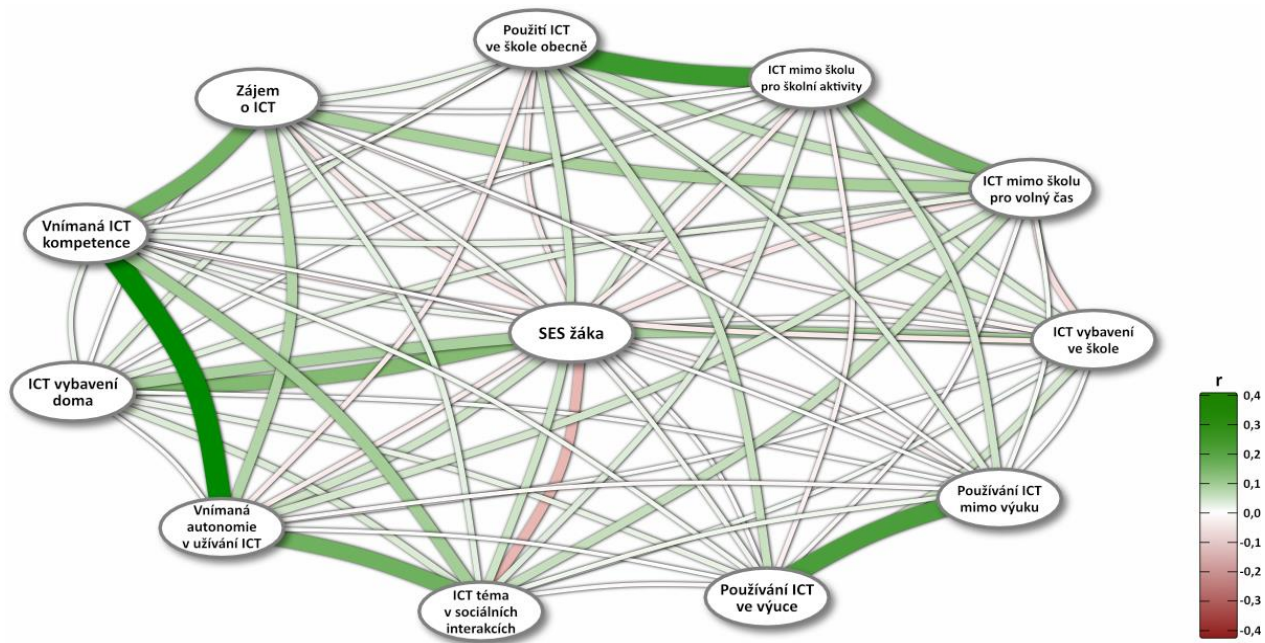 Použití ICT
ve škole obecně
ICT mimo školu
pro školní aktivity
Zájem
o ICT
ICT mimo školu
pro volný čas
Vnímaná ICT
kompetence
SES žáka
ICT vybavení
ve škole
ICT vybavení
doma
r
0,4
0,3
0,2
0,1
0,0
-0,1
-0,2
-0,3
-0,4
Používání ICT
mimo výuku
Vnímaná
autonomie
v užívání ICT
ICT téma
v sociálních
interakcích
Používání ICT
ve výuce